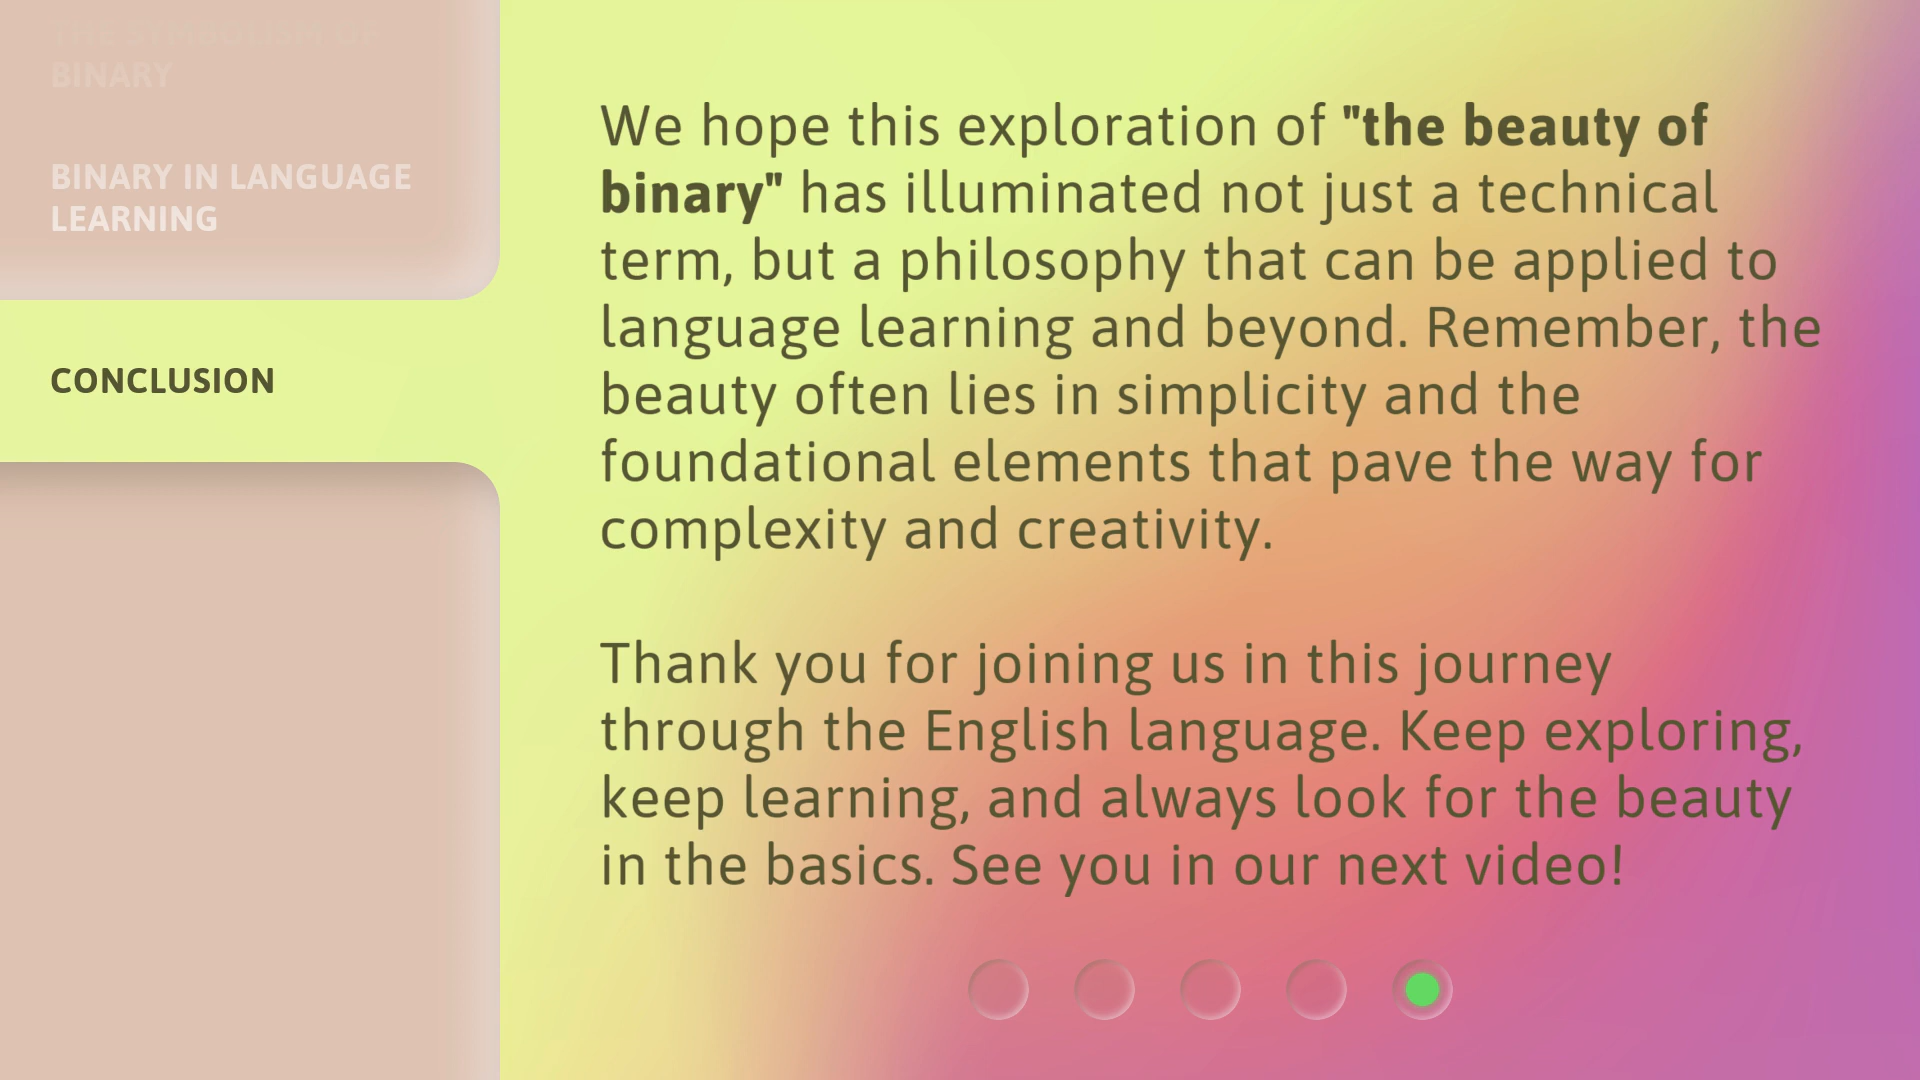 THE SYMBOLISM OF
BINARY
BINARY IN LANGUAGE
LEARNING
CONCLUSION
We hope this exploration of "the beauty of
binary" has illuminated not just a technical
term, but a philosophy that can be applied to
language learning and beyond. Remember, the
beauty often lies in simplicity and the
foundational elements that pave the way for
complexity and creativity.
Thank you for joining us in this journey
through the English language. Keep exploring,
keep learning, and always look for the beauty
in the basics. See you in our next video!